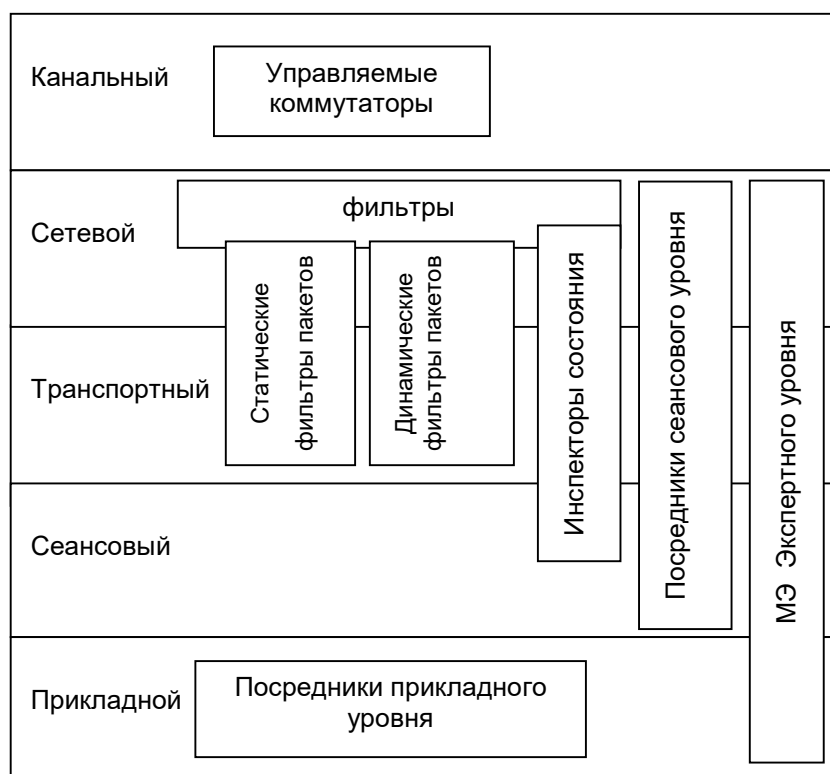 Канальный
Управляемые
коммутаторы
Сетевой
фильтры
Статические
фильтры пакетов
Динамические
фильтры пакетов
Инспекторы состояния
Посредники сеансового уровня
МЭ Экспертного уровня
Транспортный
Сеансовый
Прикладной
Посредники прикладного
уровня